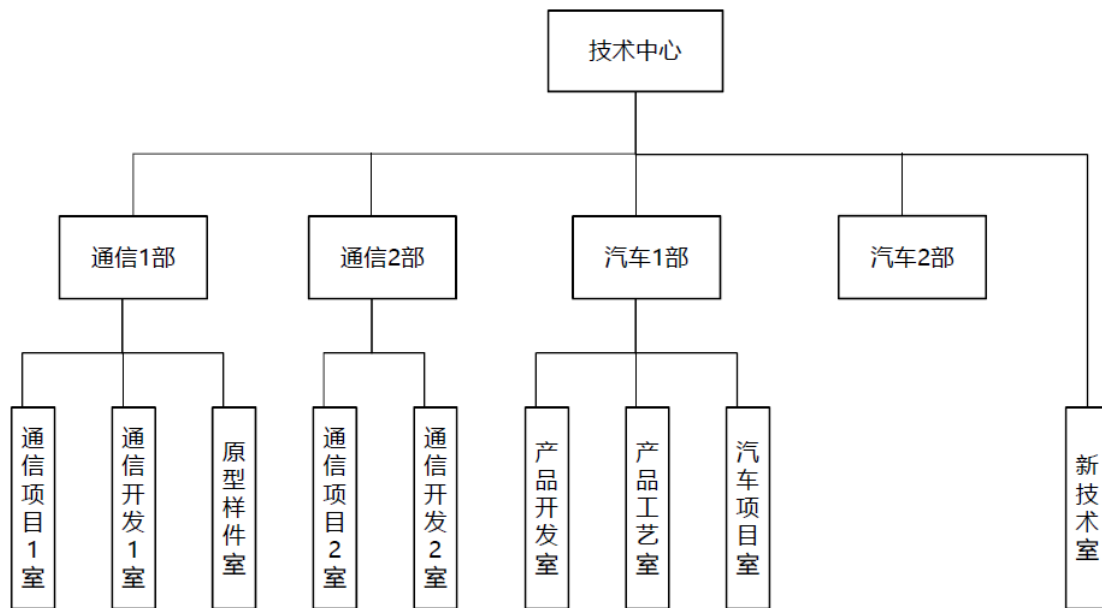 技术中心
通信1部
通信2部
汽车1部
汽车2部
通信项目1室
通信开发1室
原型样件室
通信项目2室
通信开发2室
产品开发室
产品工艺室
汽车项目室
新技术室